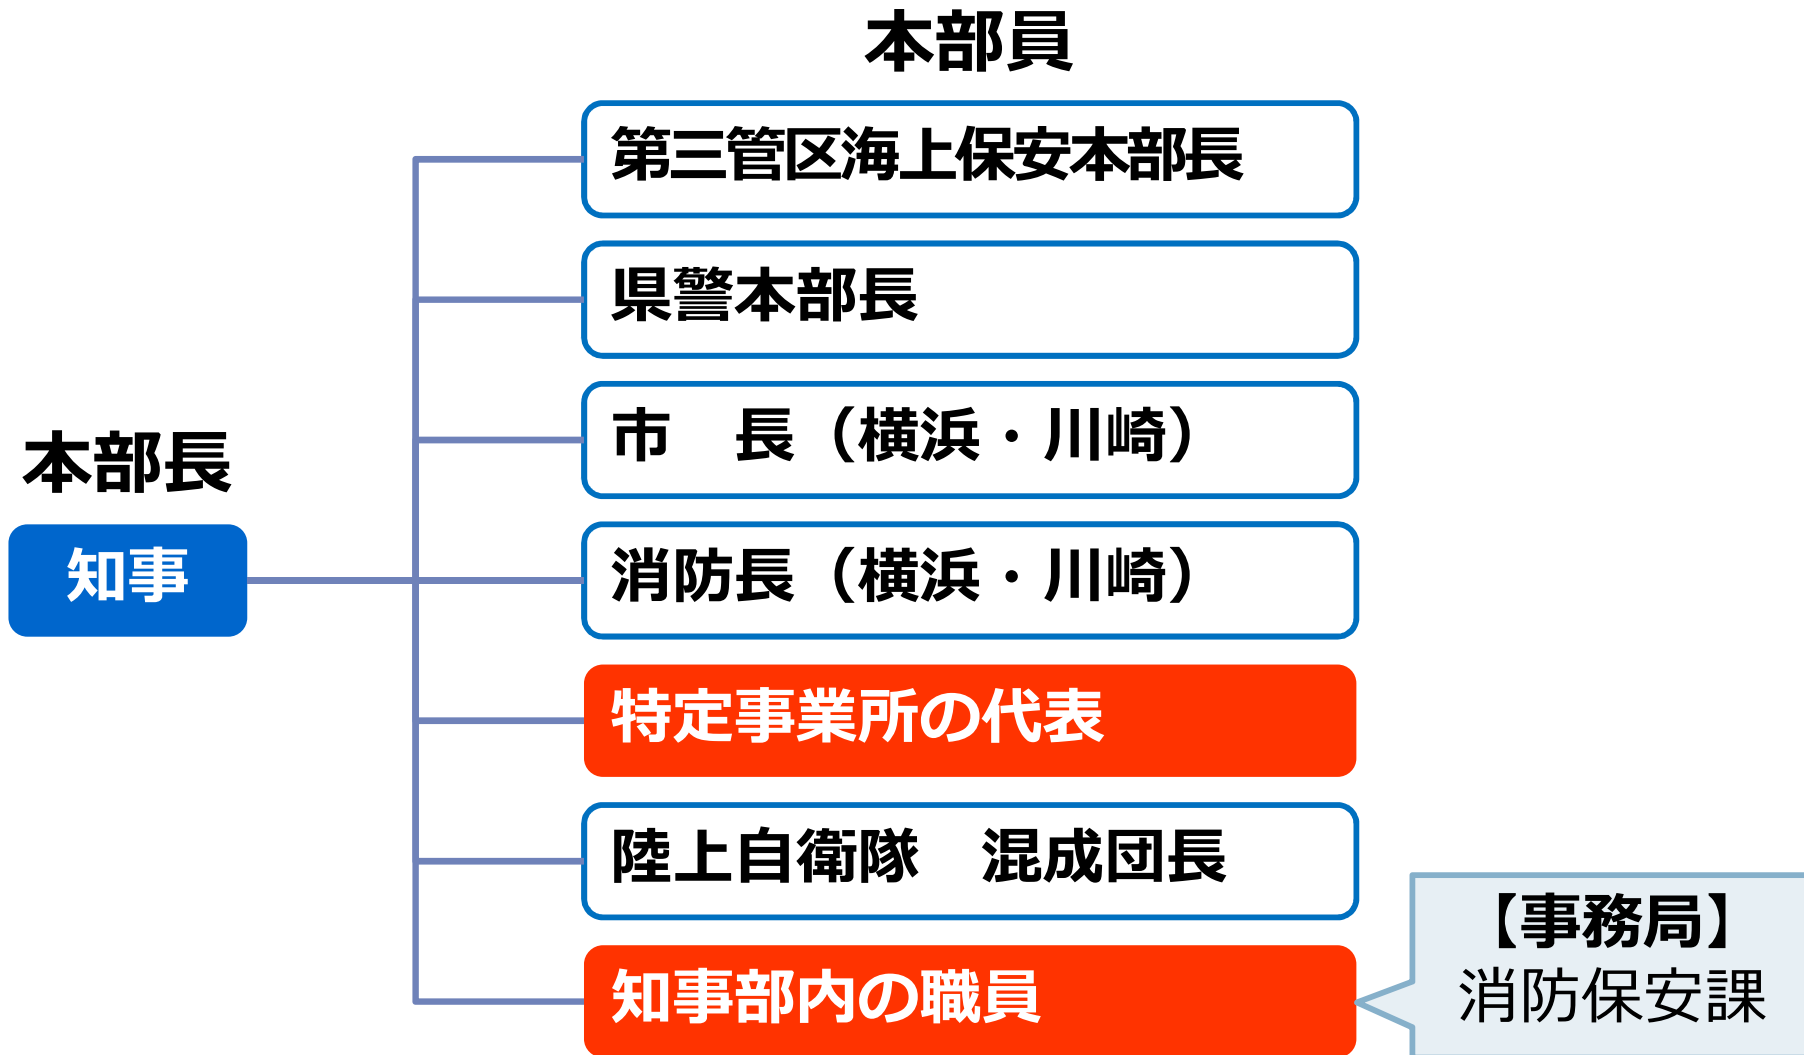 本部員
第三管区海上保安本部長
県警本部長
市　長（横浜・川崎）
本部長
知事
消防長（横浜・川崎）
特定事業所の代表
陸上自衛隊　混成団長
知事部内の職員
【事務局】
消防保安課